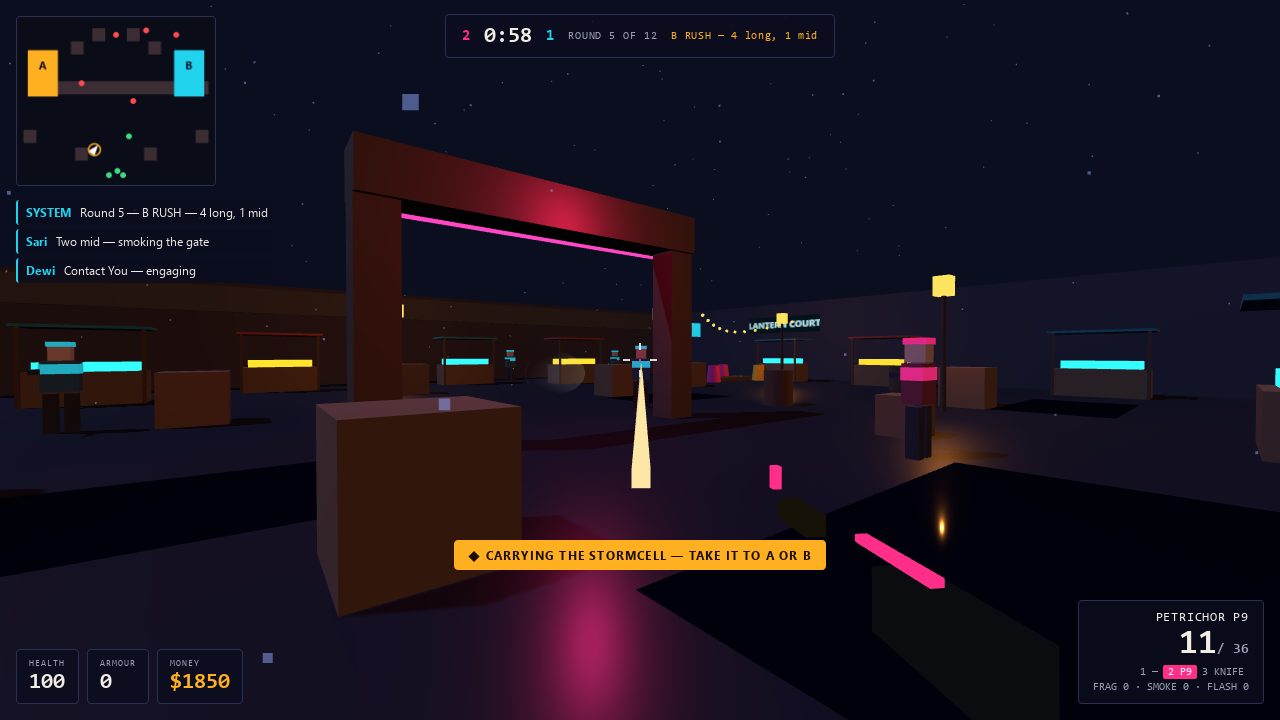 A
B
2 0:58 1 ROUND 5 OF 12 B RUSH — 4 long, 1 mid
SYSTEM Round 5 — B RUSH — 4 long, 1 mid
Sari Two mid — smoking the gate
Dewi Contact You — engaging
LANTERN COURT
◆ CARRYING THE STORMCELL — TAKE IT TO A OR B
HEALTH
100
ARMOUR
0
MONEY
$1850
PETRICHOR P9
11/ 36
1 — 2 P9 3 KNIFE
FRAG 0 · SMOKE 0 · FLASH 0